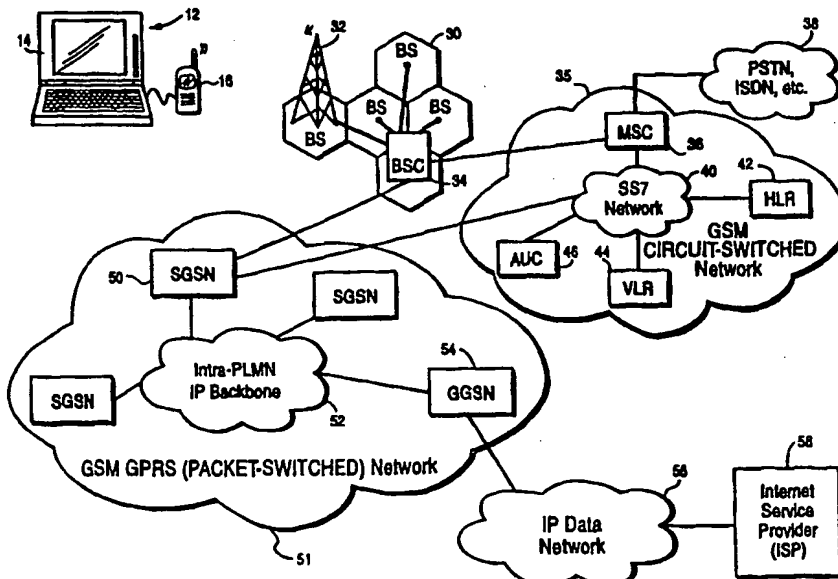 12
14
16
32
30
BS
BS
BS
BS
BSC
34
35
38
PSTN,
ISDN, etc.
MSC
36
40
42
SS7
Network
HLR
GSM
CIRCUIT-SWITCHED
Network
AUC
46
44
VLR
50
SGSN
SGSN
SGSN
Intra-PLMN
IP Backbone
52
54
GGSN
GSM GPRS (PACKET-SWITCHED) Network
51
56
IP Data
Network
58
Internet
Service
Provider
(ISP)